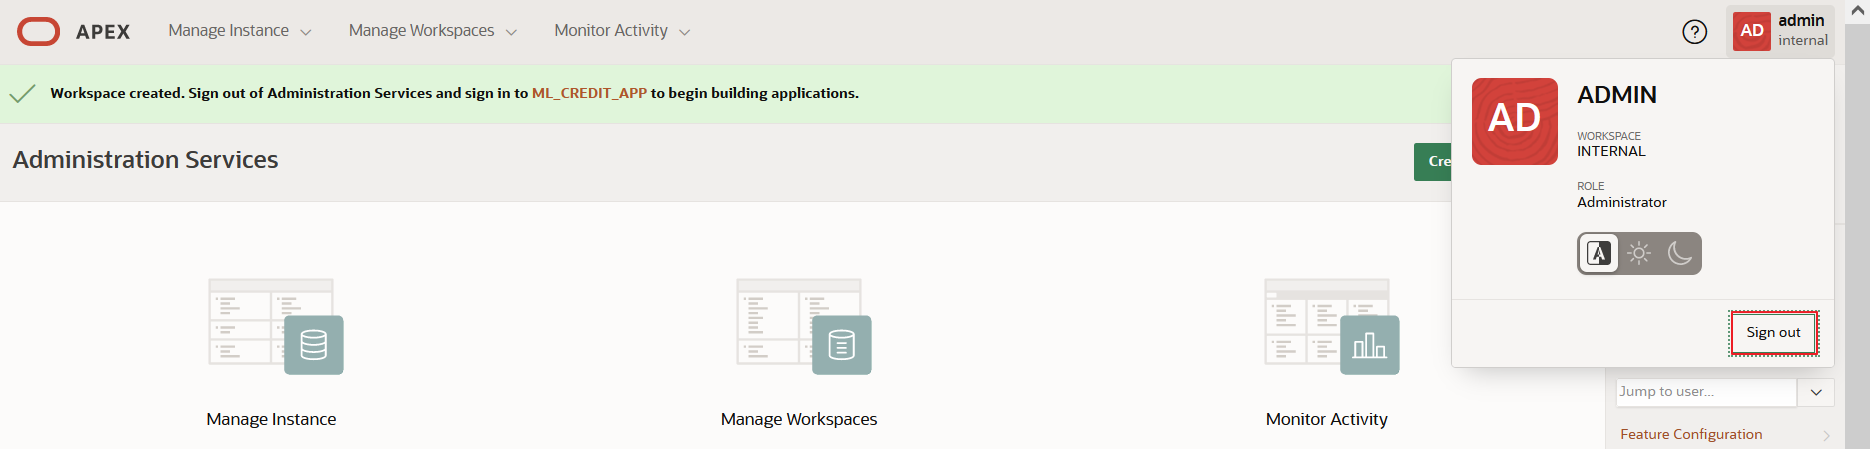 APEX
Manage Instance
Manage Workspaces
Monitor Activity
?
AD
admin
internal
Workspace created. Sign out of Administration Services and sign in to ML_CREDIT_APP to begin building applications.
Administration Services
Cre
AD
ADMIN
WORKSPACE
INTERNAL
ROLE
Administrator
Sign out
Manage Instance
Manage Workspaces
Monitor Activity
Jump to user...
Feature Configuration